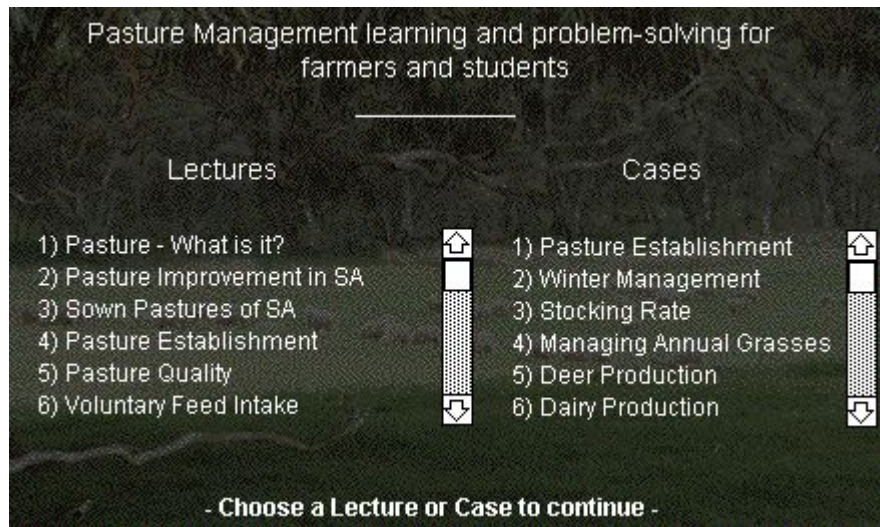 Pasture Management learning and problem-solving for
farmers and students
Lectures
1) Pasture - What is it?
2) Pasture Improvement in SA
3) Sown Pastures of SA
4) Pasture Establishment
5) Pasture Quality
6) Voluntary Feed Intake
Cases
1) Pasture Establishment
2) Winter Management
3) Stocking Rate
4) Managing Annual Grasses
5) Deer Production
6) Dairy Production
- Choose a Lecture or Case to continue -